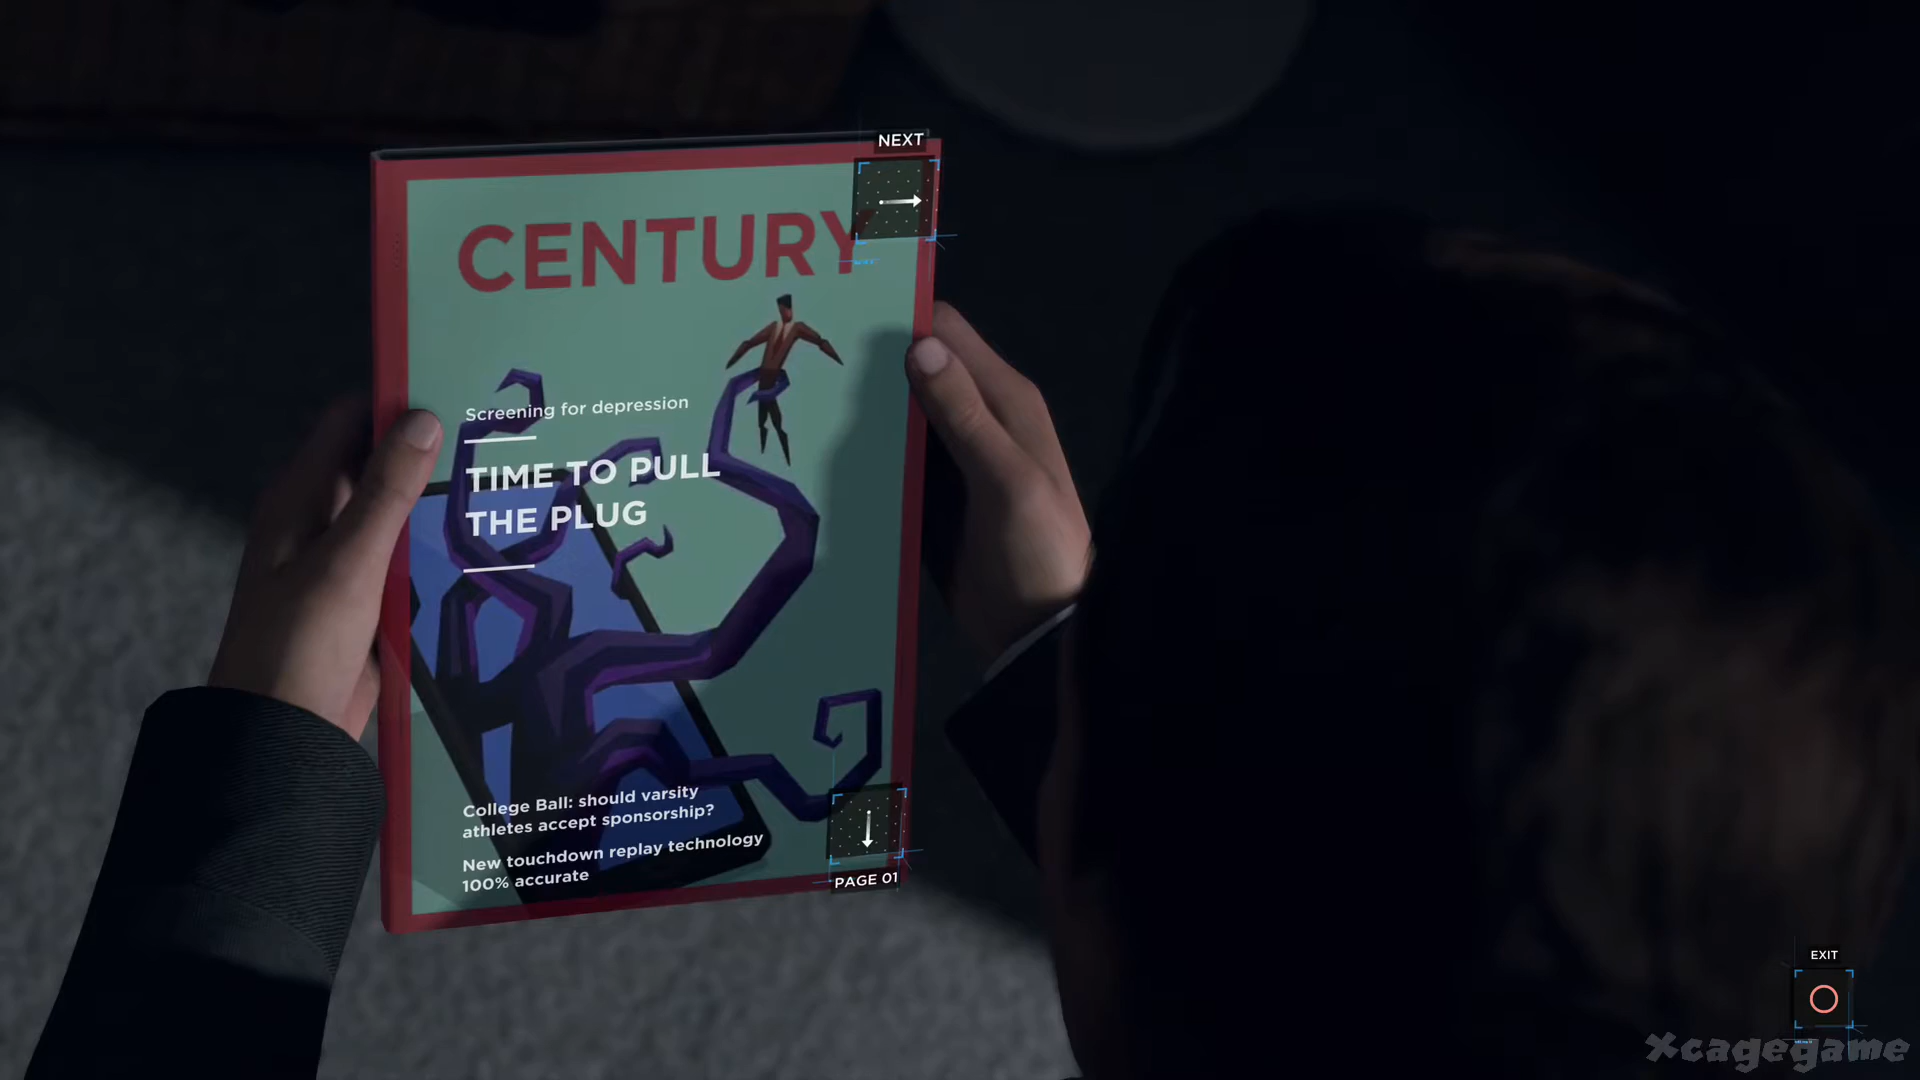 NEXT
CENTURY
Screening for depression
TIME TO PULL
THE PLUG
College Ball: should varsity
athletes accept sponsorship?
New touchdown replay technology
100% accurate
PAGE 01
EXIT
Xcagegame